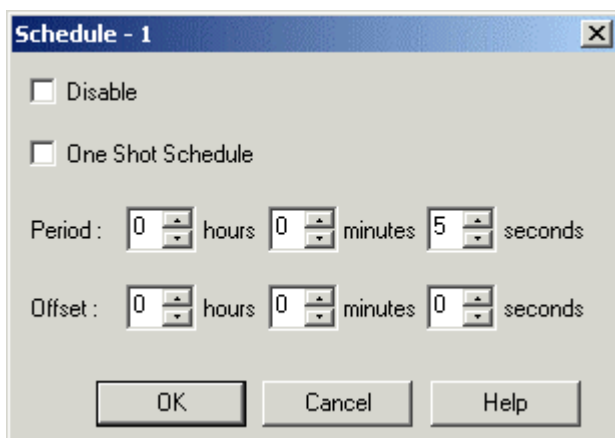 Schedule - 1
Disable
One Shot Schedule
Period : 0 hours 0 minutes 5 seconds
Offset : 0 hours 0 minutes 0 seconds
OK Cancel Help